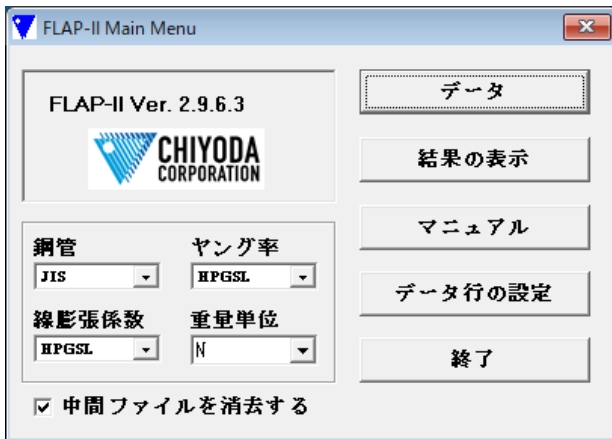 FLAP-II Main Menu
FLAP-II Ver. 2.9.6.3
CHIYODA
CORPORATION
鋼管
ヤング率
JIS
HPGSL
線膨張係数
重量単位
HPGSL
N
中間ファイルを消去する
データ
結果の表示
マニュアル
データ行の設定
終了